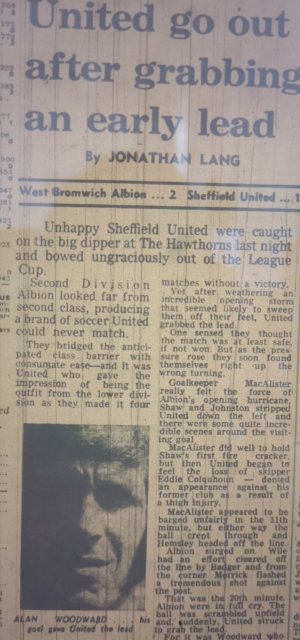 United go out
after grabbing
an early lead
By JONATHAN LANG
West Bromwich Albion ... 2 Sheffield United ... 1
Unhappy Sheffield United were caught
on the big dipper at The Hawthorns last night
and bowed ungraciously out of the League
Cup.
Second Division
Albion looked far from
second class, producing
a brand of soccer United
could never match.
They bridged the antici-
pated class barrier with
consumate ease—and it was
United who gave the
impression of being the
outfit from the lower divi-
sion as they made it four
ALAN WOODWARD . . . his
goal gave United the lead
matches without a victory.
Yet after weathering an
incredible opening storm
that seemed likely to sweep
them off their feet, United
grabbed the lead
One sensed they thought
the match was at least safe,
if not won. But as the pres-
sure rose they soon found
themselves right up the
wrong turning.
Goalkeeper MacAlister
really felt the force of
Albion's opening hurricane.
Shaw and Johnston stripped
United down the left and
there were some quite incre-
dible scenes around the visit-
ing goal
MacAlister did well to hold
Shaw's first fire cracker,
but then United began to
feel the loss of skipper
Eddie Colquhoun — denied
an appearance against his
former club as a result of
a thigh injury.
MacAlister appeared to be
barged unfairly in the 11th
minute, but either way the
ball crept through and
Hemsley headed off the line.
Albion surged on. Wile
had an effort cleared off
the line by Badger and from
the corner Merrick flashed
a tremendous shot against
the post.
That was the 20th minute.
Albion were in full cry. The
ball was scrambled upfield
and, suddenly, United struck
to grab the lead.
For it was Woodward who